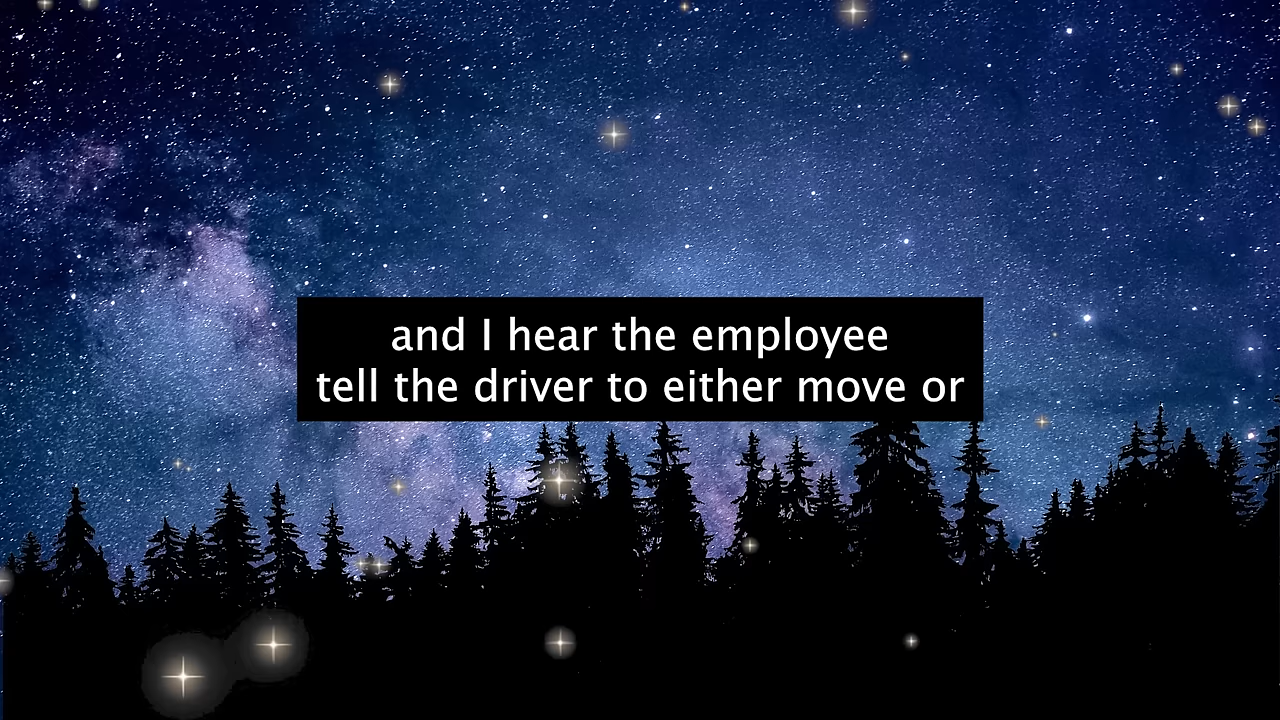 and I hear the employee
tell the driver to either move or